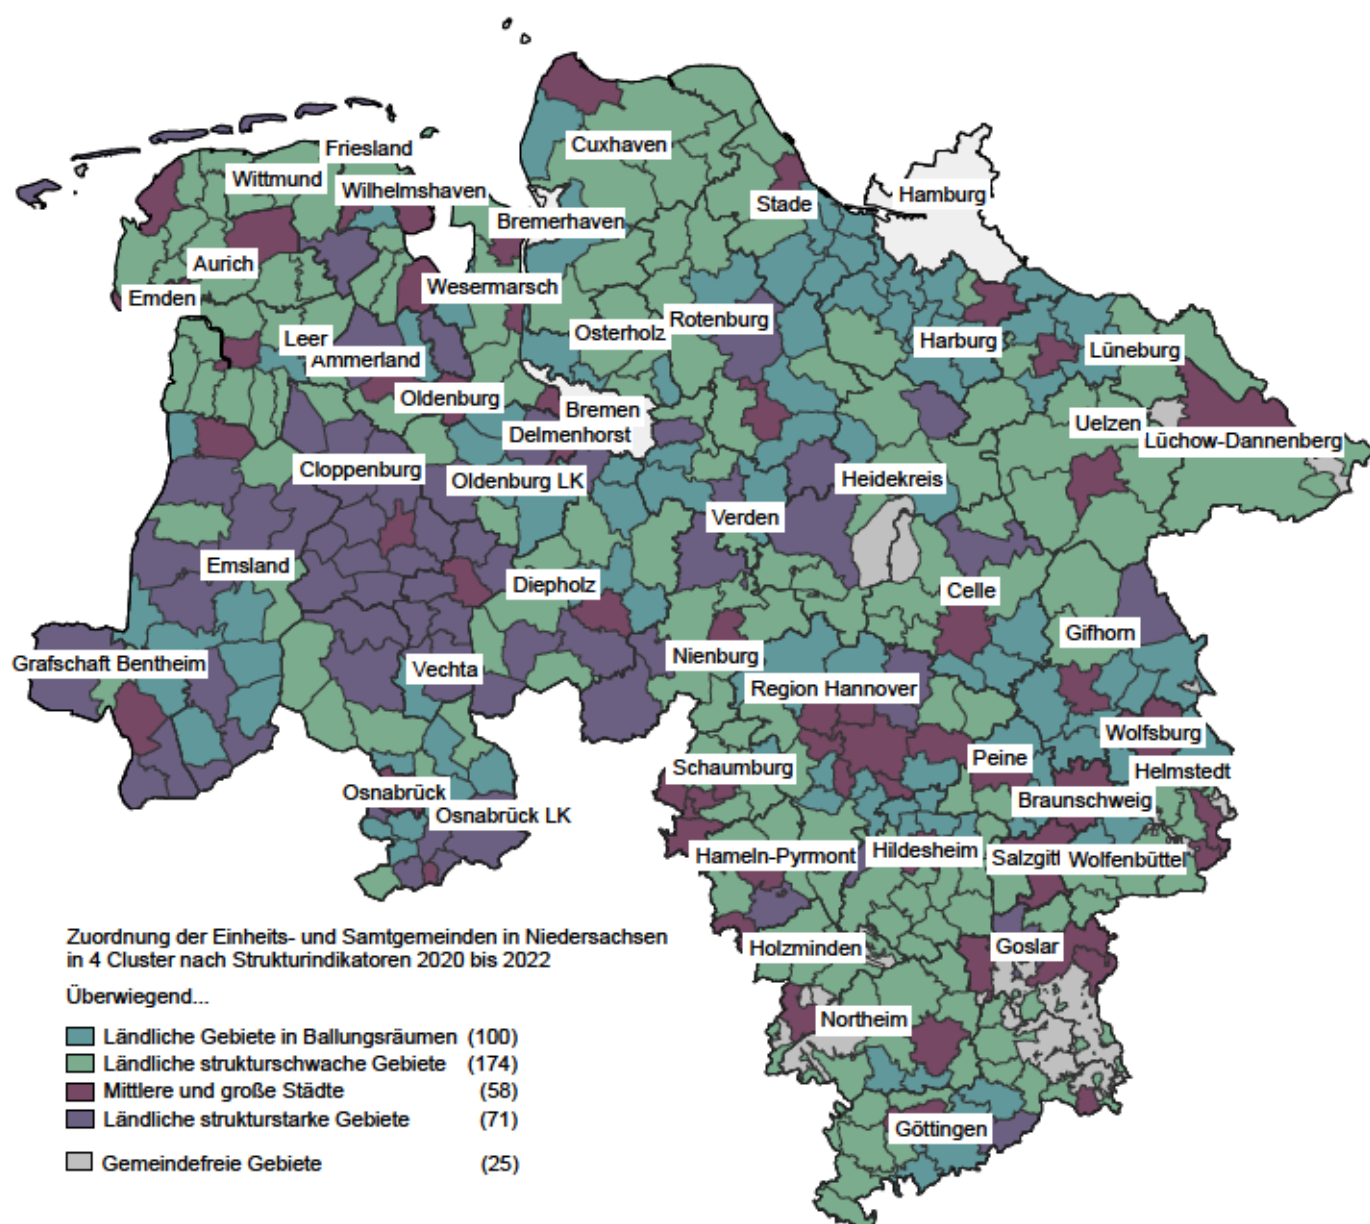 Friesland
Cuxhaven
Wittmund
Wilhelmshaven
Hamburg
Stade
Bremerhaven
Aurich
Wesermarsch
Emden
Rotenburg
Osterholz
Leer
Harburg
Lüneburg
Ammerland
Oldenburg
Bremen
Uelzen
Delmenhorst
Lüchow-Dannenberg
Cloppenburg
Oldenburg LK
Heidekreis
Verden
Emsland
Diepholz
Celle
Gifhorn
Grafschaft Bentheim
Vechta
Nienburg
Region Hannover
Wolfsburg
Peine
Schaumburg
Helmstedt
Osnabrück
Braunschweig
Osnabrück LK
Hameln-Pyrmont
Hildesheim
Salzgitt
Wolfenbüttel
Holzminden
Goslar
Northeim
Göttingen
Zuordnung der Einheits- und Samtgemeinden in Niedersachsen
in 4 Cluster nach Strukturindikatoren 2020 bis 2022
Überwiegend...
Ländliche Gebiete in Ballungsräumen (100)
Ländliche strukturschwache Gebiete (174)
Mittlere und große Städte (58)
Ländliche strukturstarke Gebiete (71)
Gemeindefreie Gebiete (25)